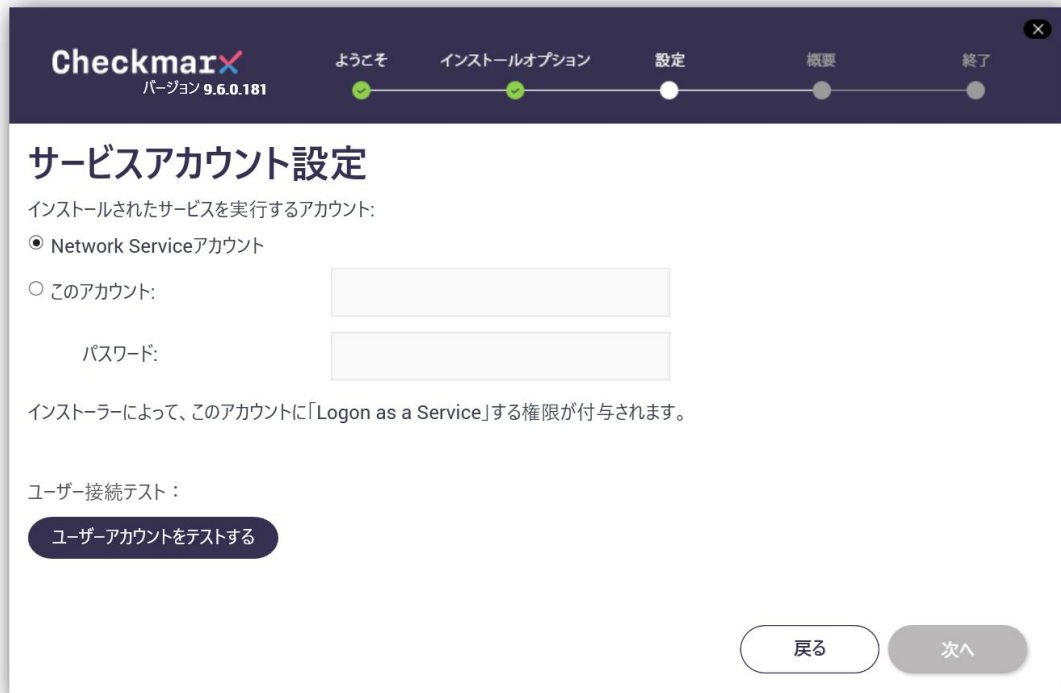 Checkmarx
バージョン 9.6.0.181
ようこそ
インストールオプション
設定
概要
終了
サービスアカウント設定
インストールされたサービスを実行するアカウント:
Network Serviceアカウント
このアカウント:
パスワード:
インストーラーによって、このアカウントに「Logon as a Service」する権限が付与されます。
ユーザー接続テスト：
ユーザーアカウントをテストする
戻る
次へ